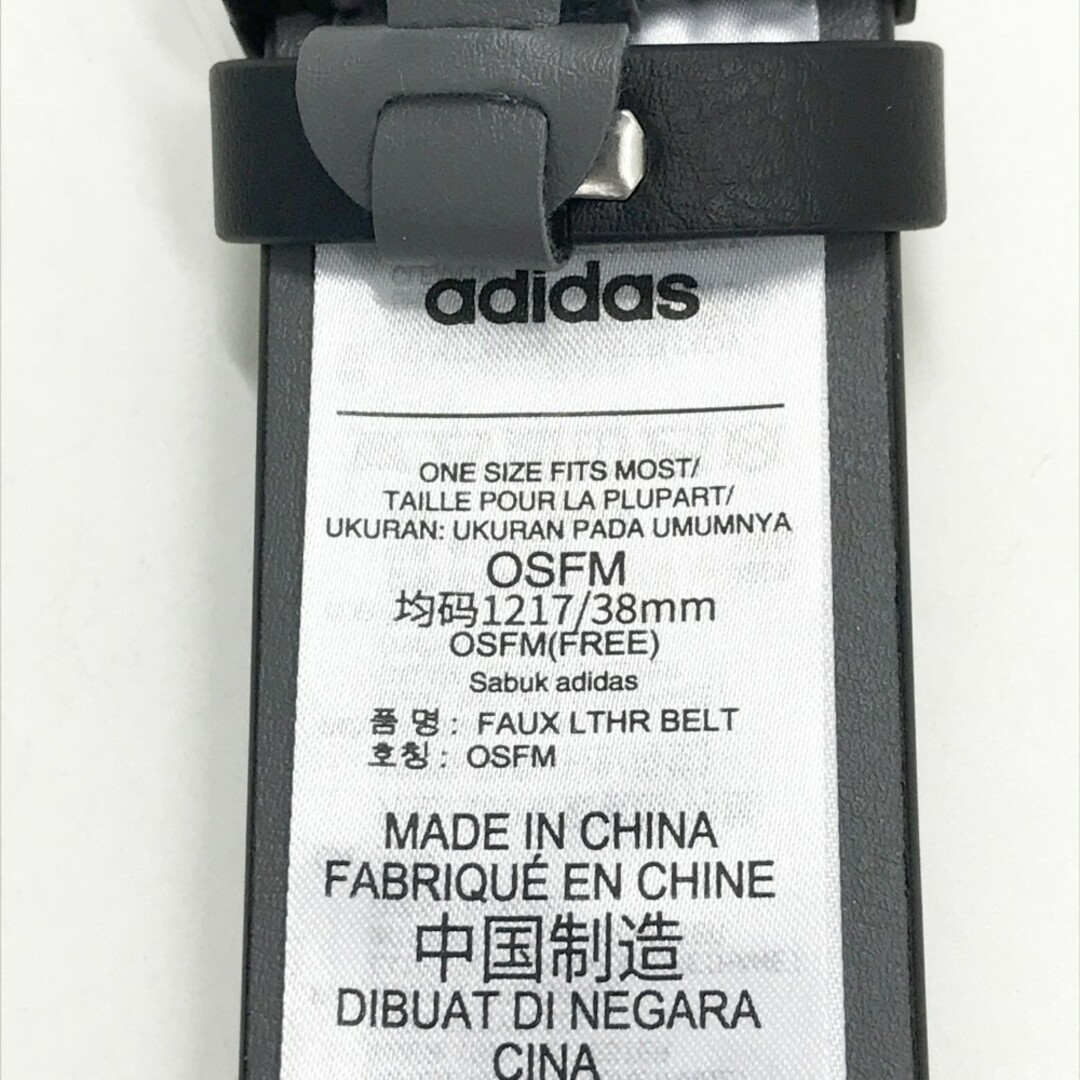 adidas
ONE SIZE FITS MOST/
TAILLE POUR LA PLUPART/
UKURAN: UKURAN PADA UMUMNYA
OSFM
均码1217/38mm
OSFM(FREE)
Sabuk adidas
품 명 : FAUX LTHR BELT
호칭 : OSFM
MADE IN CHINA
FABRIQUÉ EN CHINE
中国制造
DIBUAT DI NEGARA
CINA